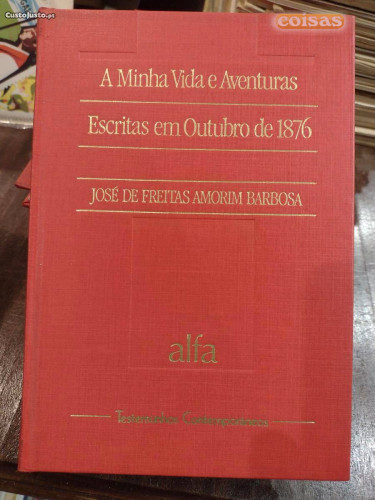 CustoJusto.pt
coisas
A Minha Vida e Aventuras
Escritas em Outubro de 1876
JOSÉ DE FREITAS AMORIM BARBOSA
alfa
Testemunhos Contemporâneos